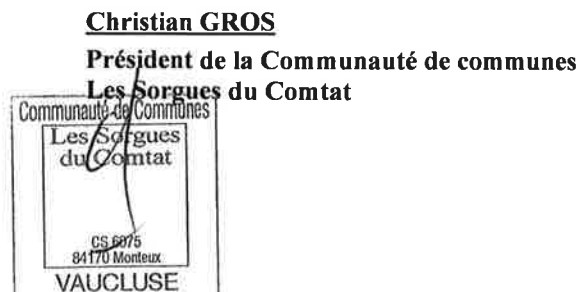 Christian GROS
Président de la Communauté de communes
Les Sorgues du Comtat
Communauté de Communes
Les Sorgues
du Comtat
CS 6075
84170 Monteux
VAUCLUSE